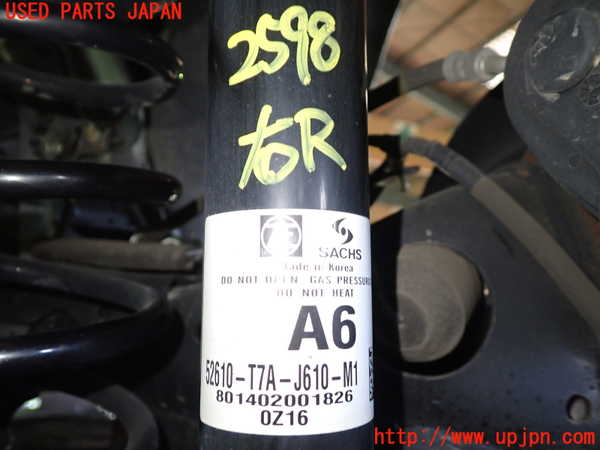 USED PARTS JAPAN
2598
右R
ZF
SACHS
Made in Korea
DO NOT OPEN. GAS PRESSURE
DO NOT HEAT
A6
52610-T7A-J610-M1
801402001826
0Z16
http://www.upjpn.com/